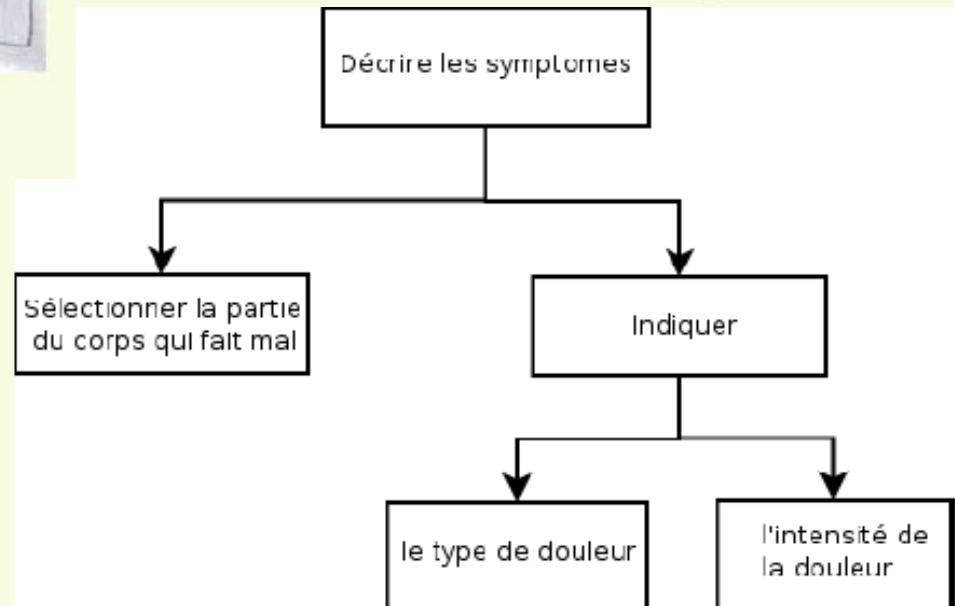 Décrire les symptomes
Sélectionner la partie
du corps qui fait mal
Indiquer
le type de douleur
l'intensité de
la douleur